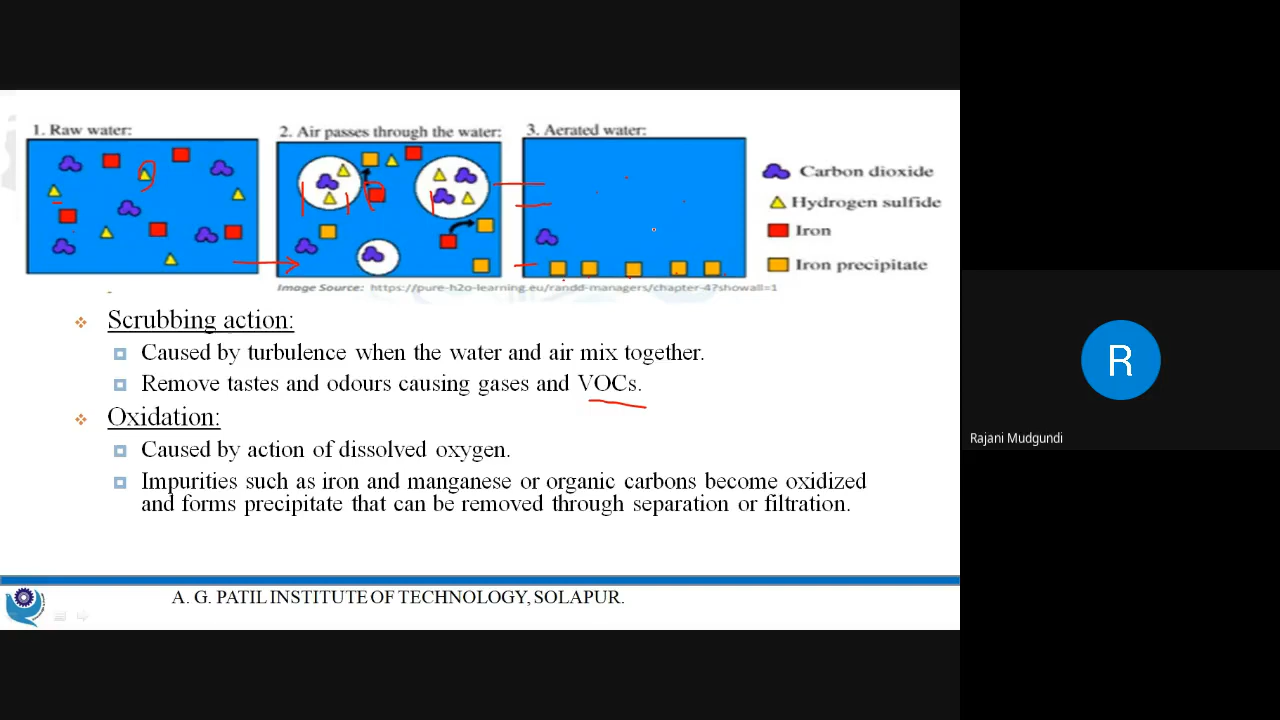 1. Raw water:
2. Air passes through the water:
3. Aerated water:
Carbon dioxide
Hydrogen sulfide
Iron
Iron precipitate
Image Source: https://pure-h2o-learning.eu/randd-managers/chapter-4?showall=1
Scrubbing action:
Caused by turbulence when the water and air mix together.
Remove tastes and odours causing gases and VOCs.
Oxidation:
Caused by action of dissolved oxygen.
Impurities such as iron and manganese or organic carbons become oxidized
and forms precipitate that can be removed through separation or filtration.
A. G. PATIL INSTITUTE OF TECHNOLOGY, SOLAPUR.
R
Rajani Mudgundi